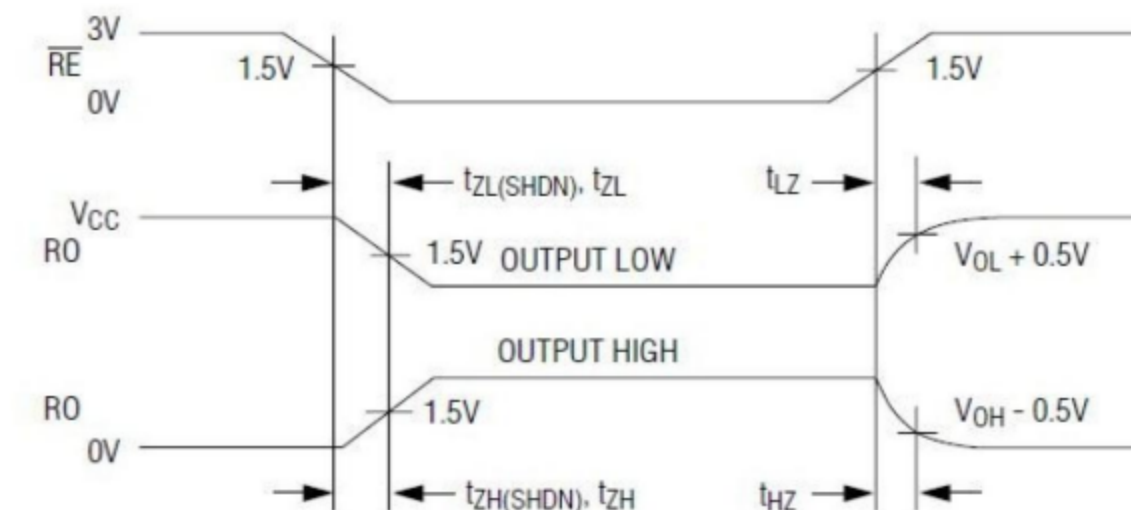 3V
R̅E̅
1.5V
1.5V
0V
tZL(SHDN), tZL
tLZ
VCC
RO
1.5V
OUTPUT LOW
VOL + 0.5V
OUTPUT HIGH
RO
1.5V
VOH - 0.5V
0V
tZH(SHDN), tZH
tHZ